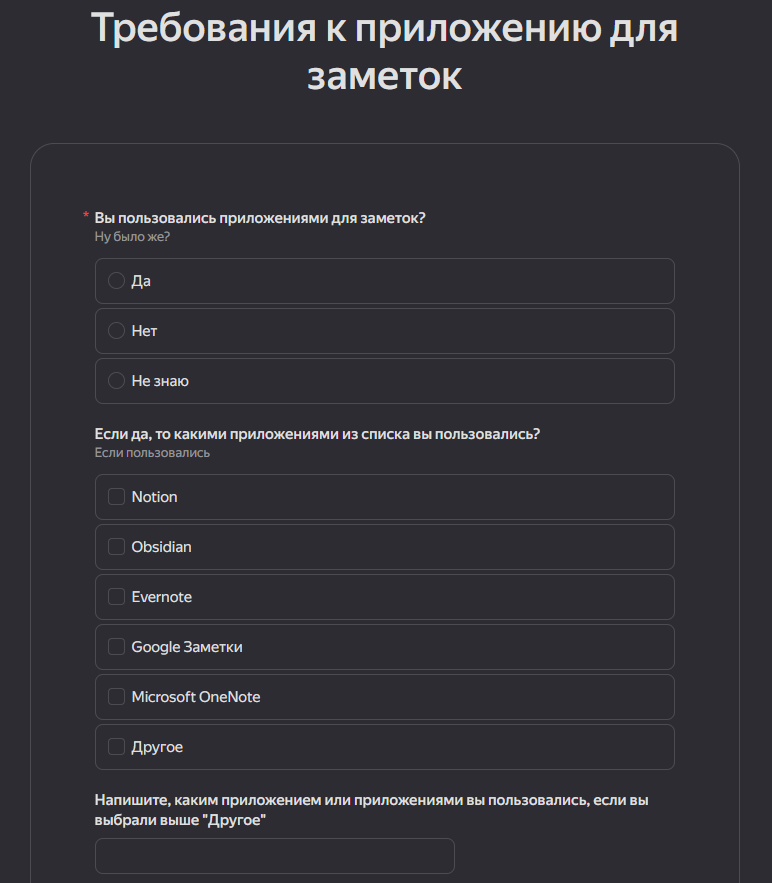 Требования к приложению для
заметок
* Вы пользовались приложениями для заметок?
Ну было же?
Да
Нет
Не знаю
Если да, то какими приложениями из списка вы пользовались?
Если пользовались
Notion
Obsidian
Evernote
Google Заметки
Microsoft OneNote
Другое
Напишите, каким приложением или приложениями вы пользовались, если вы
выбрали выше "Другое"